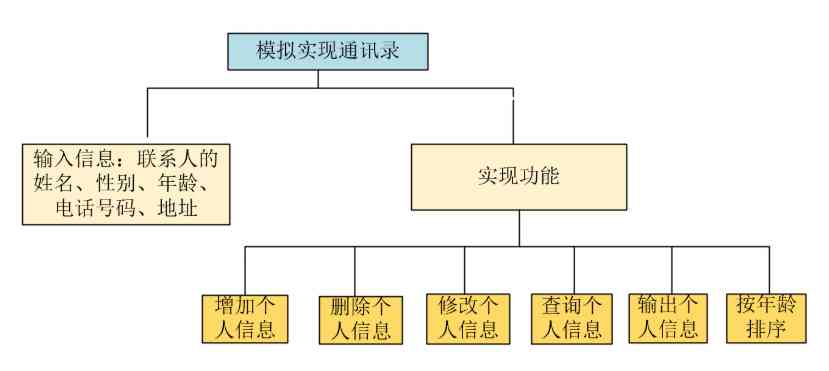 模拟实现通讯录
输入信息：联系人的
姓名、性别、年龄、
电话号码、地址
实现功能
增加个
人信息
删除个
人信息
修改个
人信息
查询个
人信息
输出个
人信息
按年龄
排序